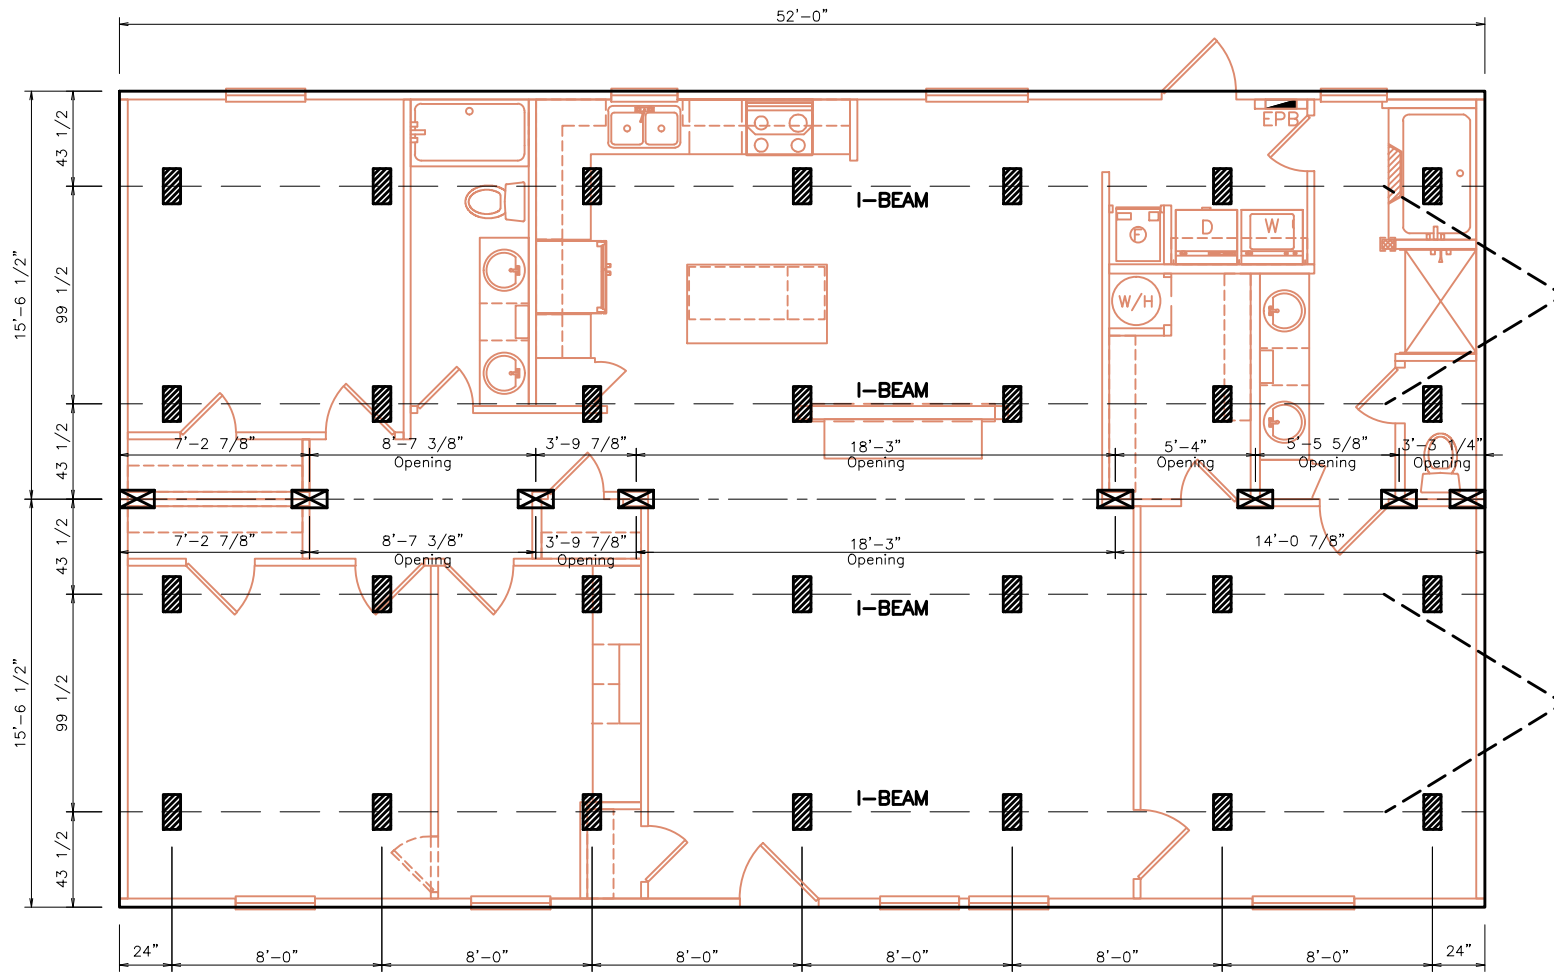 52'-0"
43 1/2
EPB
I-BEAM
F
D
W
99 1/2
15'-6 1/2"
W/H
I-BEAM
43 1/2
7'-2 7/8"
8'-7 3/8"
Opening
3'-9 7/8"
18'-3"
Opening
5'-4"
Opening
5'-5 5/8"
Opening
3'-3 1/4"
Opening
43 1/2
7'-2 7/8"
8'-7 3/8"
Opening
3'-9 7/8"
Opening
18'-3"
Opening
14'-0 7/8"
I-BEAM
99 1/2
15'-6 1/2"
I-BEAM
43 1/2
24"
8'-0"
8'-0"
8'-0"
8'-0"
8'-0"
8'-0"
24"